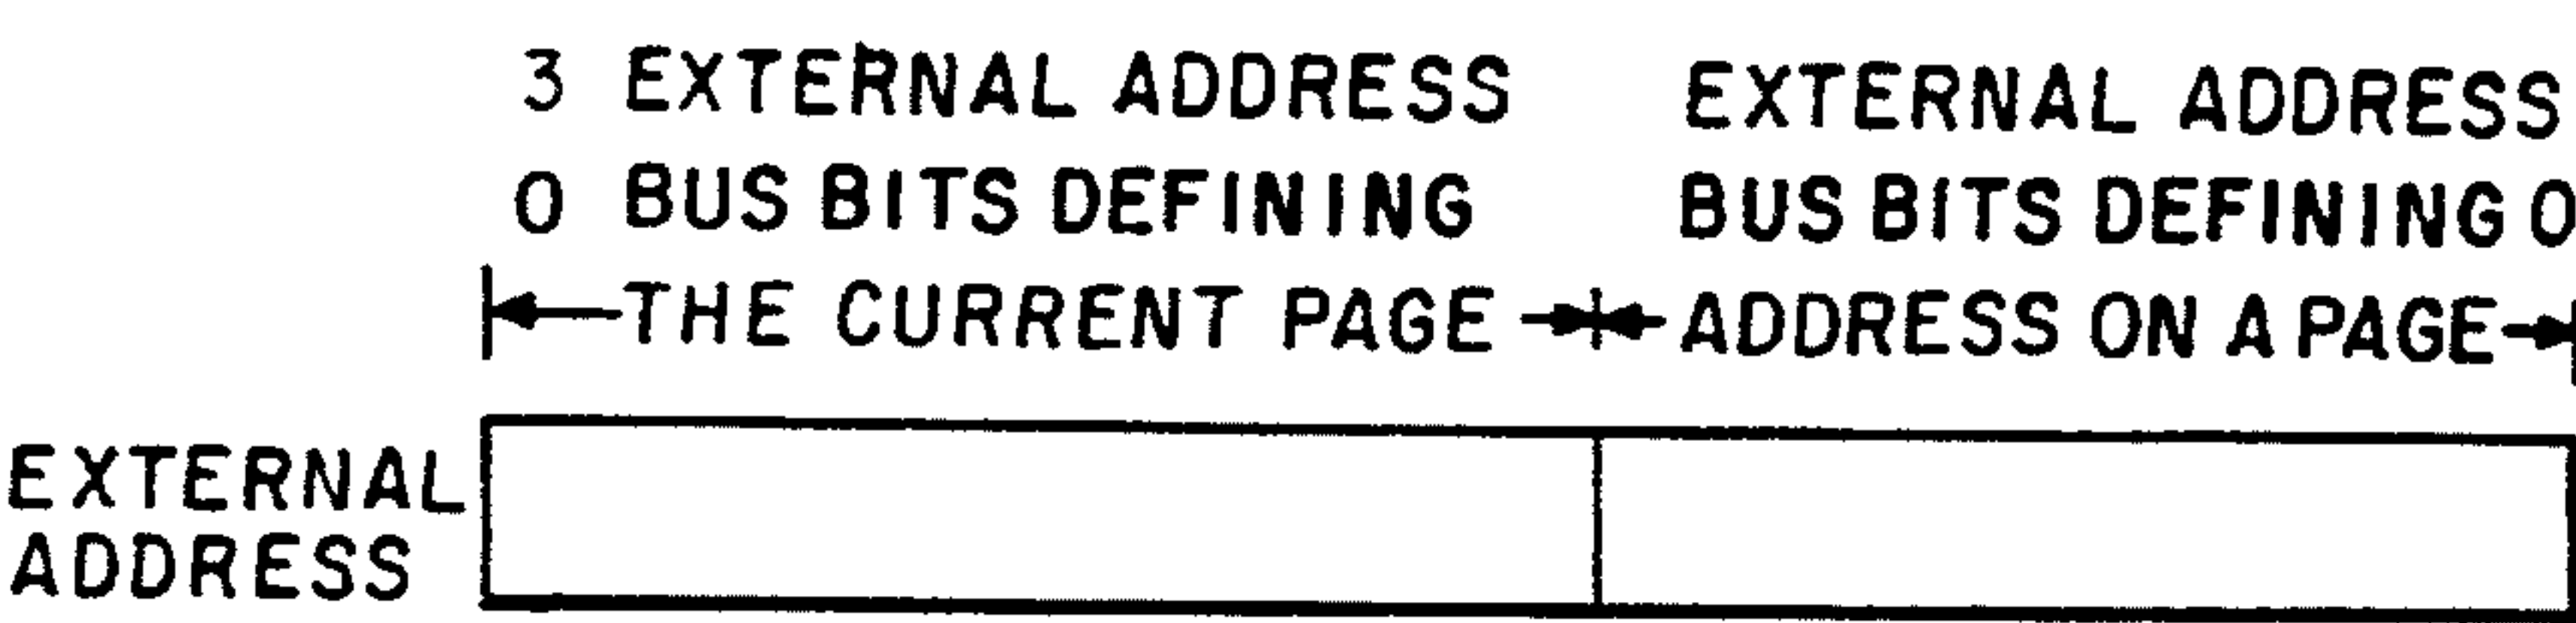 3 EXTERNAL ADDRESS EXTERNAL ADDRESS
0 BUS BITS DEFINING BUS BITS DEFINING 0
THE CURRENT PAGE ADDRESS ON A PAGE
EXTERNAL
ADDRESS